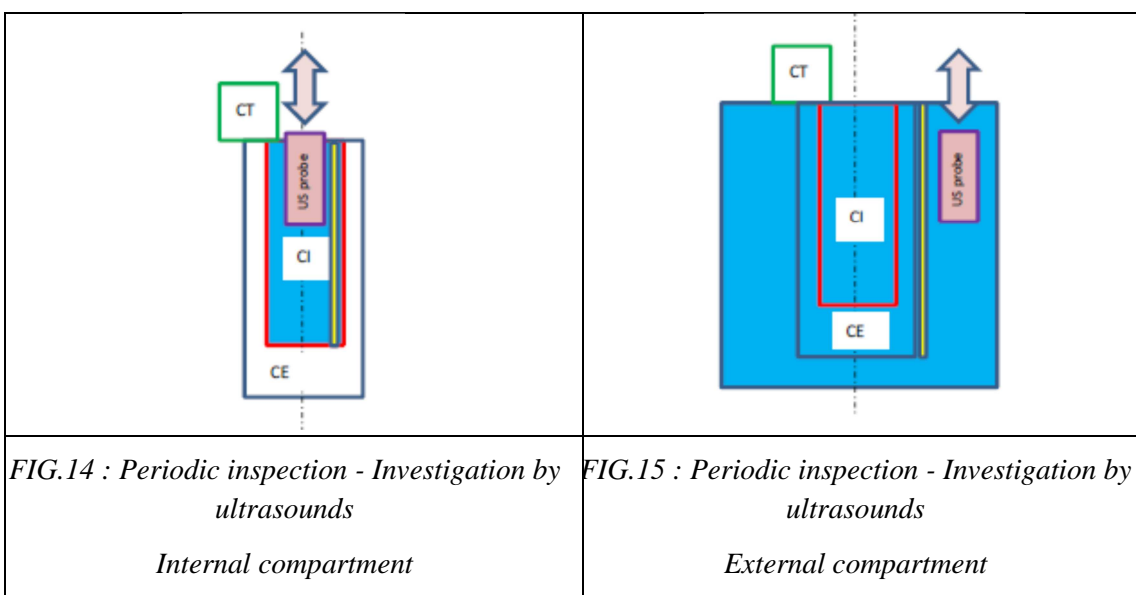 CT
US probe
CI
CE
CT
US probe
CI
CE
FIG.14 : Periodic inspection - Investigation by
ultrasounds
Internal compartment
FIG.15 : Periodic inspection - Investigation by
ultrasounds
External compartment